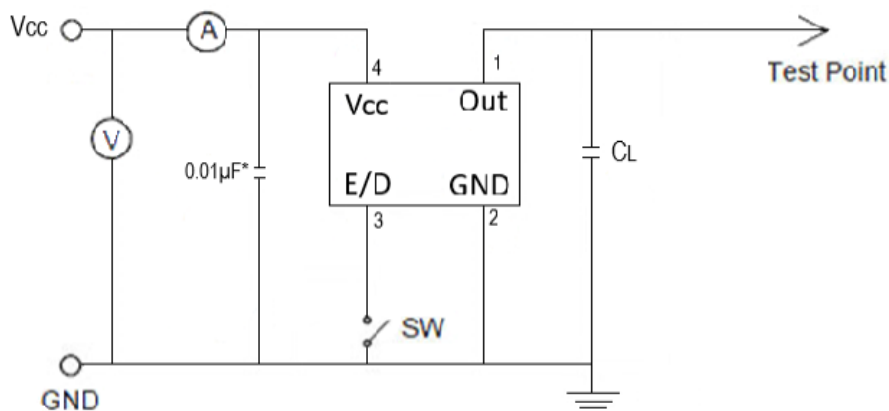 Vcc
A
4
1
Test Point
Vcc
Out
V
0.01µF*
CL
E/D
GND
3
2
SW
GND